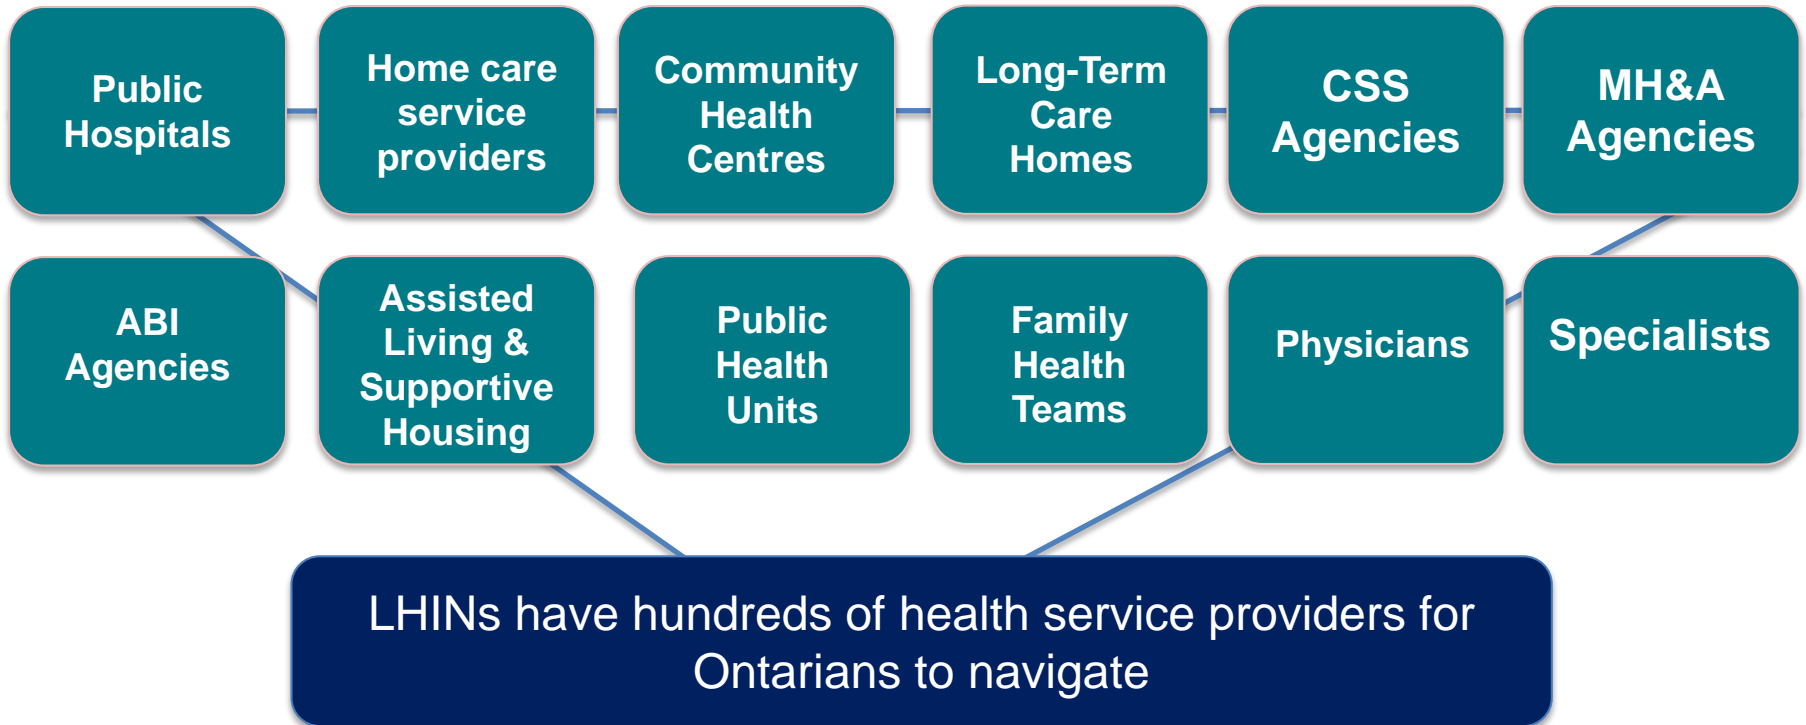 Public
Hospitals
Home care
service
providers
Community
Health
Centres
Long-Term
Care
Homes
CSS
Agencies
MH&A
Agencies
ABI
Agencies
Assisted
Living &
Supportive
Housing
Public
Health
Units
Family
Health
Teams
Physicians
Specialists
LHINs have hundreds of health service providers for
Ontarians to navigate